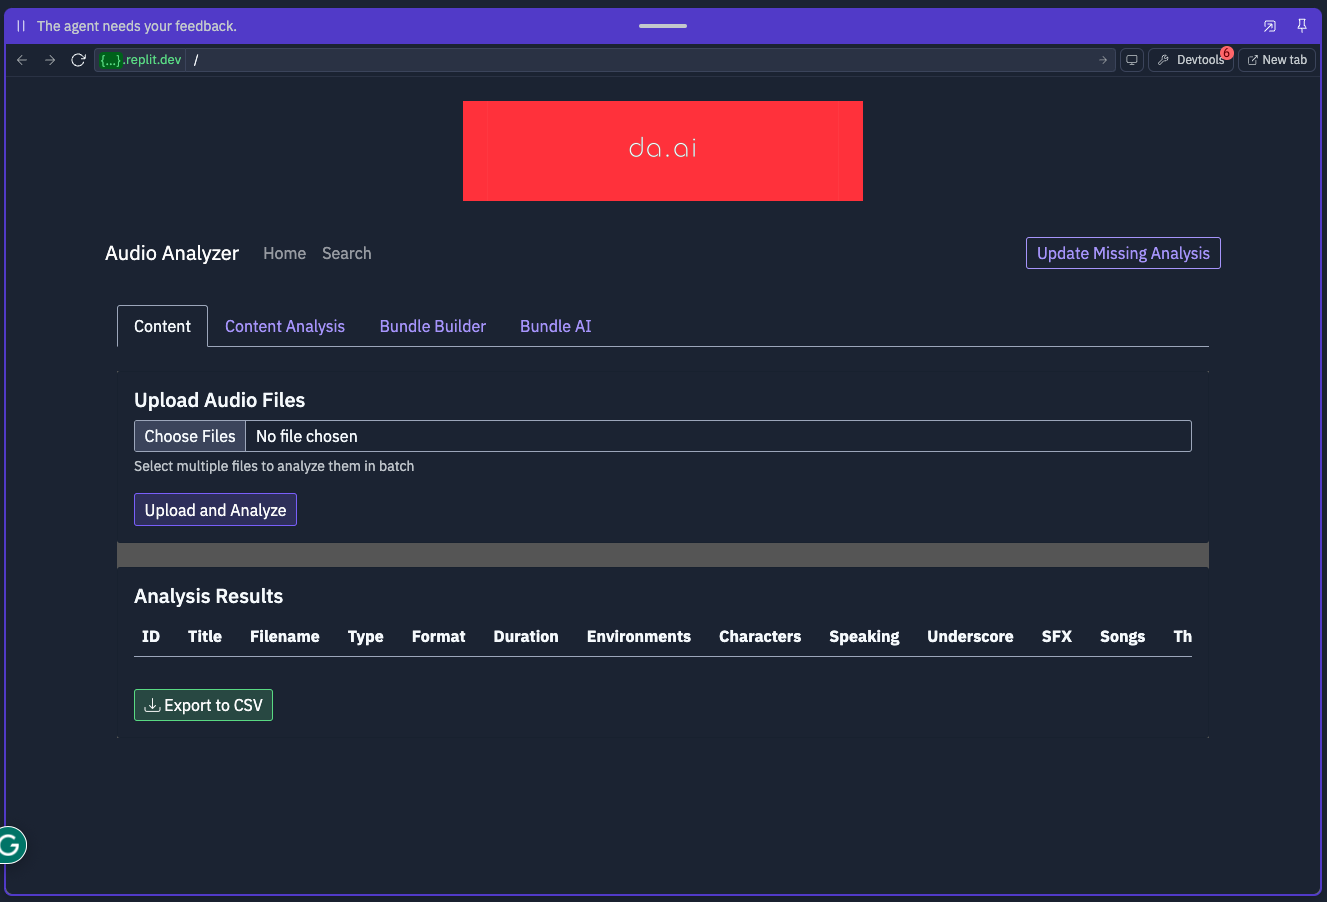 The agent needs your feedback.
{...}.replit.dev / Devtools 6 New tab
da.ai
Audio Analyzer Home Search Update Missing Analysis
Content Content Analysis Bundle Builder Bundle AI
Upload Audio Files
Choose Files No file chosen
Select multiple files to analyze them in batch
Upload and Analyze
Analysis Results
ID Title Filename Type Format Duration Environments Characters Speaking Underscore SFX Songs Th
Export to CSV
G